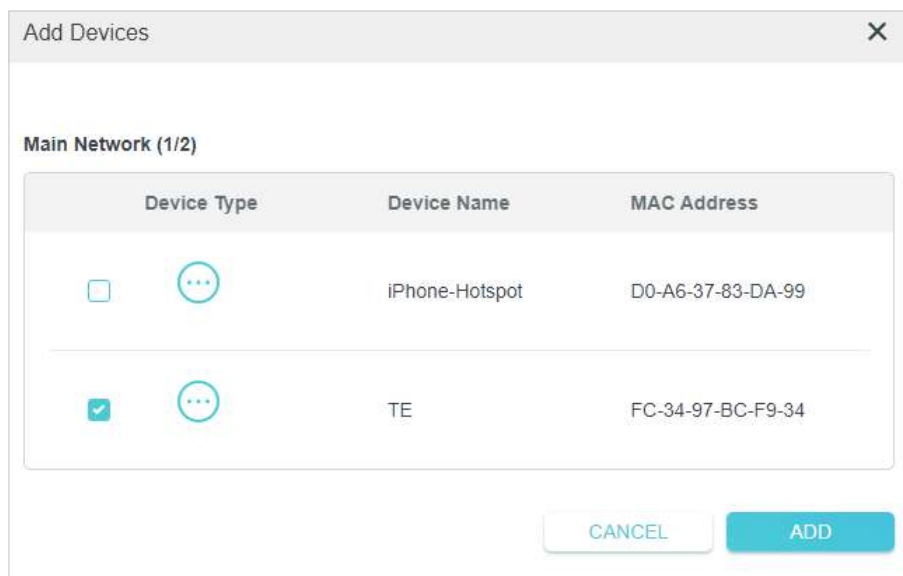 Add Devices
Main Network (1/2)
Device Type Device Name MAC Address
iPhone-Hotspot D0-A6-37-83-DA-99
TE FC-34-97-BC-F9-34
CANCEL ADD